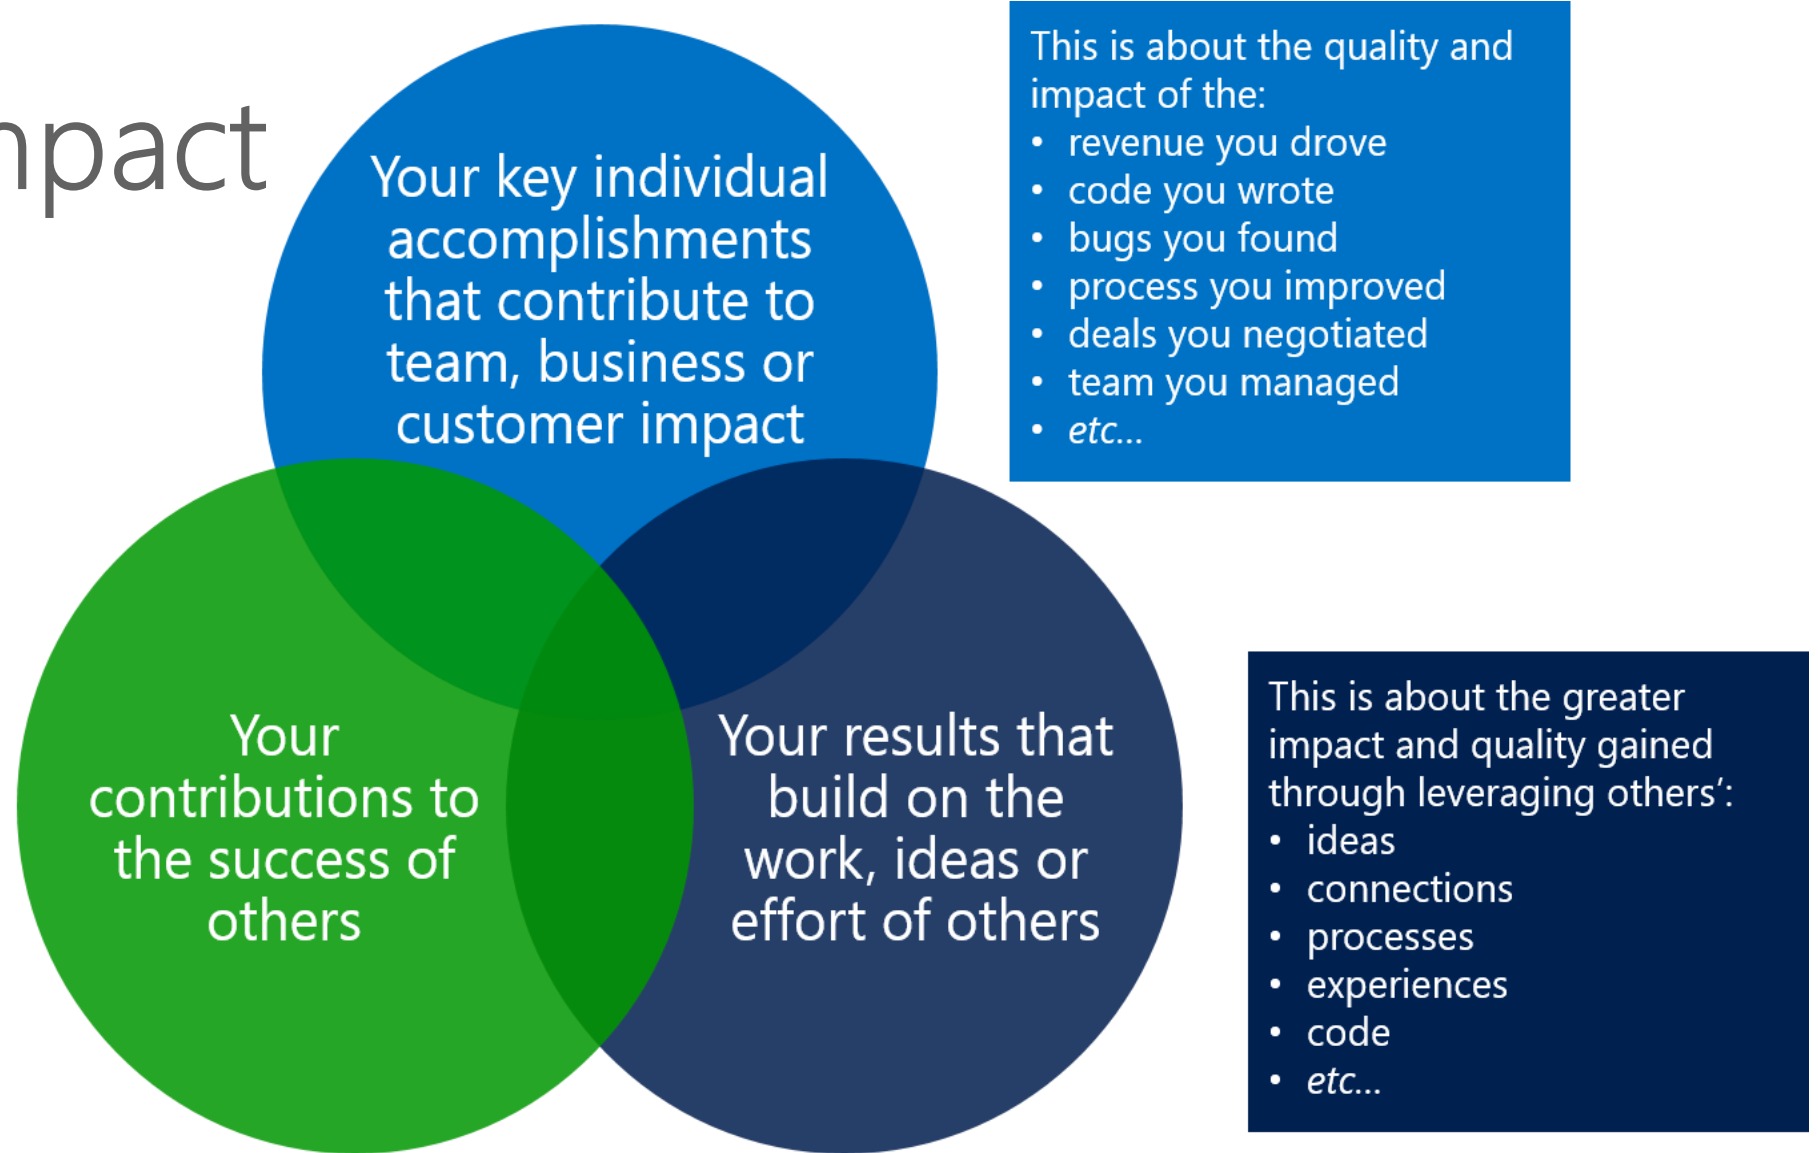 Your key individual
accomplishments
that contribute to
team, business or
customer impact
This is about the quality and
impact of the:
• revenue you drove
• code you wrote
• bugs you found
• process you improved
• deals you negotiated
• team you managed
• etc...
Your
contributions to
the success of
others
Your results that
build on the
work, ideas or
effort of others
This is about the greater
impact and quality gained
through leveraging others’:
• ideas
• connections
• processes
• experiences
• code
• etc...